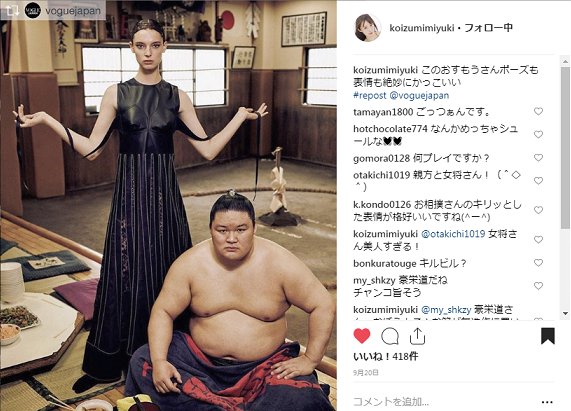 voguejapan
koizumimiyuki・フォロー中
koizumimiyuki このおすもうさんポーズも
表情も絶妙にかっこいい
#repost @voguejapan
tamayan1800 ごっつぁんです。
hotchocolate774 なんかめっちゃシュ
ールな
gomora0128 何プレイですか？
otakichi1019 親方と女将さん！（＾◇
＾）
k.kondo0126 お相撲さんのキリッとし
た表情が格好いいですね(^ー^)
koizumimiyuki @otakichi1019 女将さ
ん美人すぎる！
bonkuratouge キルビル？
my_shkzy 豪栄道だね
チャンコ旨そう
koizumimiyuki @my_shkzy 豪栄道さ
いいね！418件
9月20日
コメントを追加...